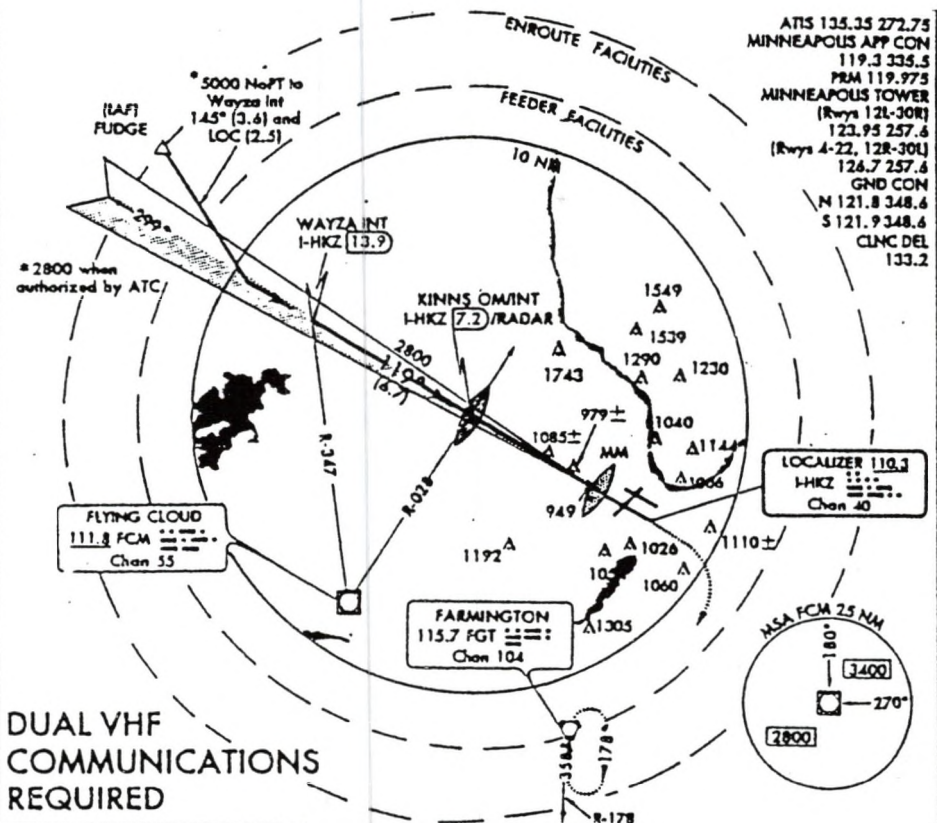 ATIS 135.35 272.75
MINNEAPOLIS APP CON
119.3 335.5
PRM 119.975
MINNEAPOLIS TOWER
(Rwys 12L-30R)
123.95 257.6
(Rwys 4-22, 12R-30L)
126.7 257.6
GND CON
N 121.8 348.6
S 121.9 348.6
CLNC DEL
133.2
ENROUTE FACILITIES
FEEDER FACILITIES
10 NM
* 5000 NoPT to
Wayza Int
145° (3.6) and
LOC (2.5)
(IAF)
FUDGE
299°
* 2800 when
authorized by ATC
WAYZA INT
I-HKZ 13.9
KINNS OM/INT
I-HKZ 7.2/RADAR
2800
119°
(6.7)
1549
1539
1743
1290
1230
979±
1085±
1040
1144
MM
1066
949
LOCALIZER 110.3
I-HKZ
Chan 40
R-347
R-028
FLYING CLOUD
111.8 FCM
Chan 55
1192
1026
1110±
1060
1305
FARMINGTON
115.7 FGT
Chan 104
MSA FCM 25 NM
180°
3400
270°
2800
358°
178°
R-178
DUAL VHF
COMMUNICATIONS
REQUIRED